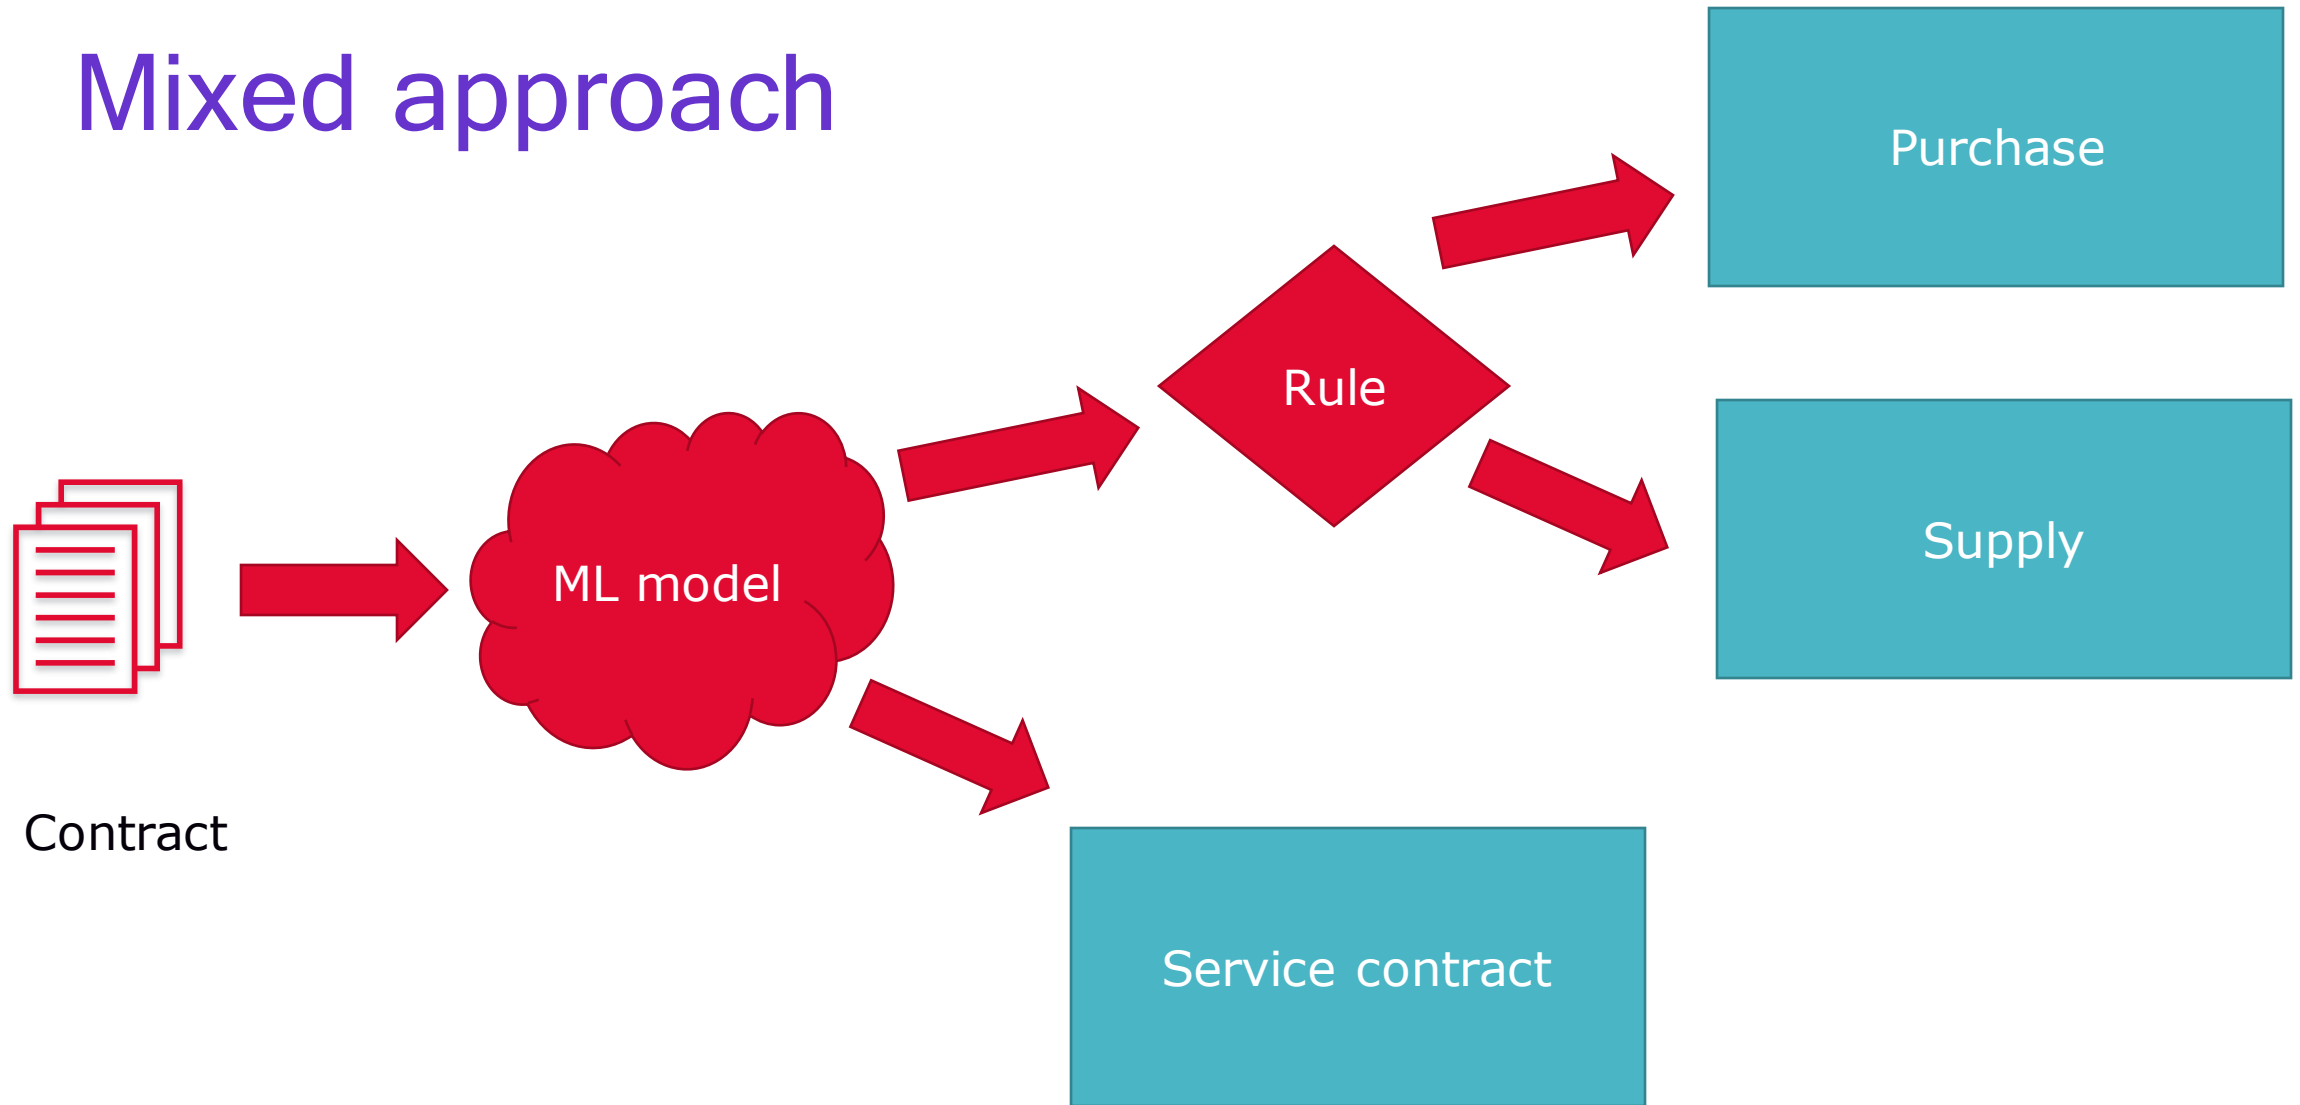 Mixed approach
Purchase
Rule
Supply
ML model
Contract
Service contract